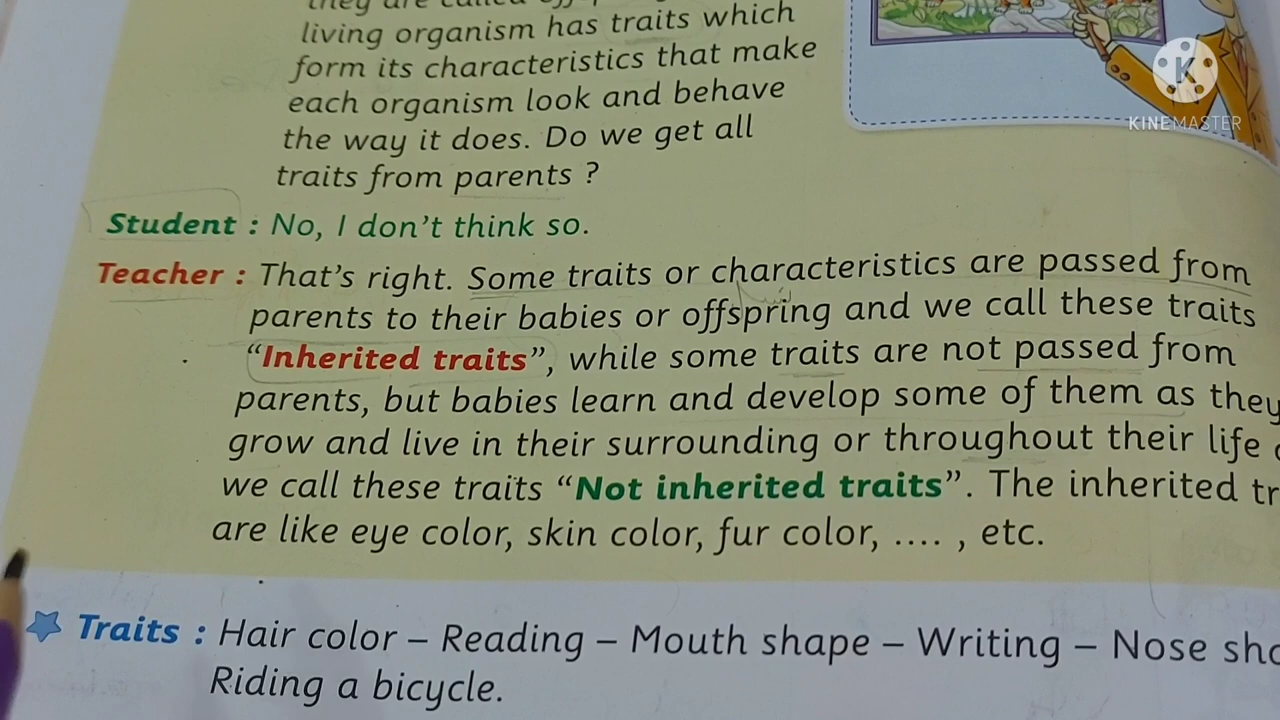 they are called
living organism has traits which
form its characteristics that make
each organism look and behave
the way it does. Do we get all
traits from parents ?
KINEMASTER
Student : No, I don't think so.
Teacher : That's right. Some traits or characteristics are passed from
parents to their babies or offspring and we call these traits
“Inherited traits”, while some traits are not passed from
parents, but babies learn and develop some of them as they
grow and live in their surrounding or throughout their life
we call these traits “Not inherited traits”. The inherited
are like eye color, skin color, fur color, .... , etc.
Traits : Hair color – Reading – Mouth shape – Writing – Nose
Riding a bicycle.